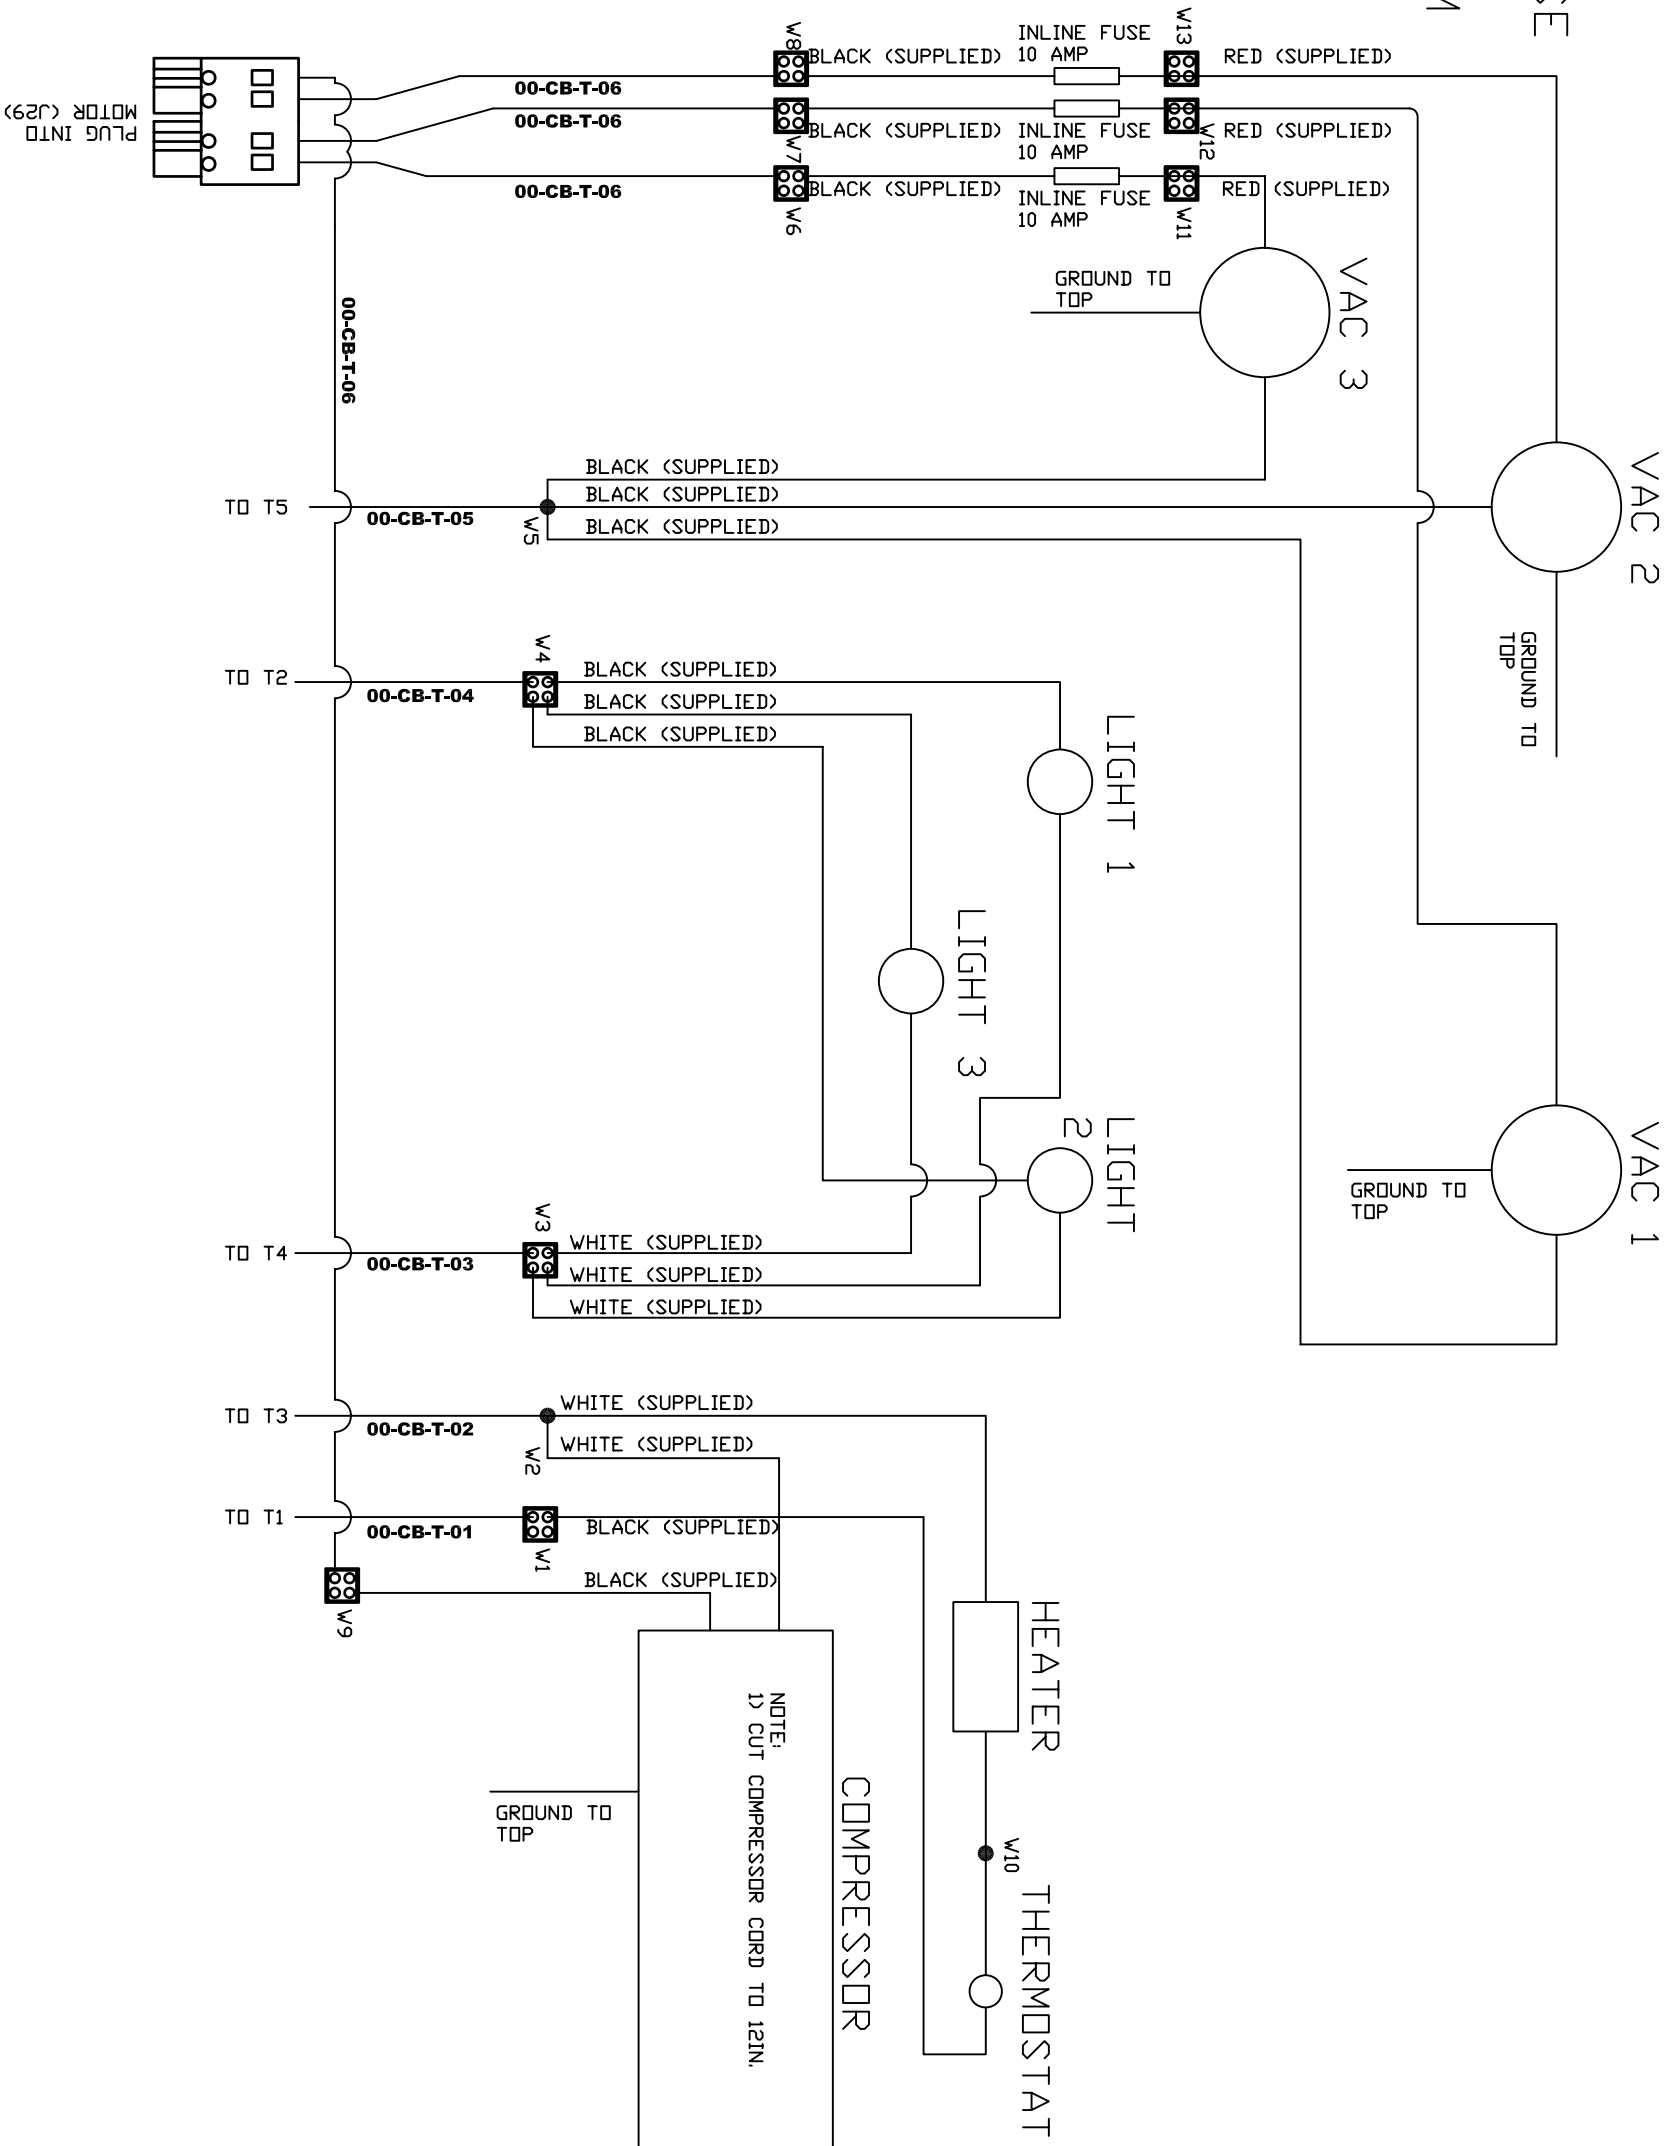 SE
W8
BLACK (SUPPLIED)
INLINE FUSE
10 AMP
W13
RED (SUPPLIED)
00-CB-T-06
00-CB-T-06
W7
BLACK (SUPPLIED)
INLINE FUSE
10 AMP
W12
RED (SUPPLIED)
PLUG INTO
MOTOR (J29)
00-CB-T-06
W6
BLACK (SUPPLIED)
INLINE FUSE
10 AMP
W11
RED (SUPPLIED)
VAC 3
GROUND TO
TOP
00-CB-T-06
VAC 2
GROUND TO
TOP
BLACK (SUPPLIED)
BLACK (SUPPLIED)
BLACK (SUPPLIED)
TO T5
00-CB-T-05
W5
W4
BLACK (SUPPLIED)
BLACK (SUPPLIED)
BLACK (SUPPLIED)
TO T2
00-CB-T-04
LIGHT 1
LIGHT 3
LIGHT
2
VAC 1
GROUND TO
TOP
W3
WHITE (SUPPLIED)
WHITE (SUPPLIED)
WHITE (SUPPLIED)
TO T4
00-CB-T-03
WHITE (SUPPLIED)
WHITE (SUPPLIED)
TO T3
00-CB-T-02
W2
TO T1
00-CB-T-01
BLACK (SUPPLIED)
W1
BLACK (SUPPLIED)
W9
HEATER
NOTE:
1) CUT COMPRESSOR CORD TO 12IN.
COMPRESSOR
GROUND TO
TOP
W10
THERMOSTAT